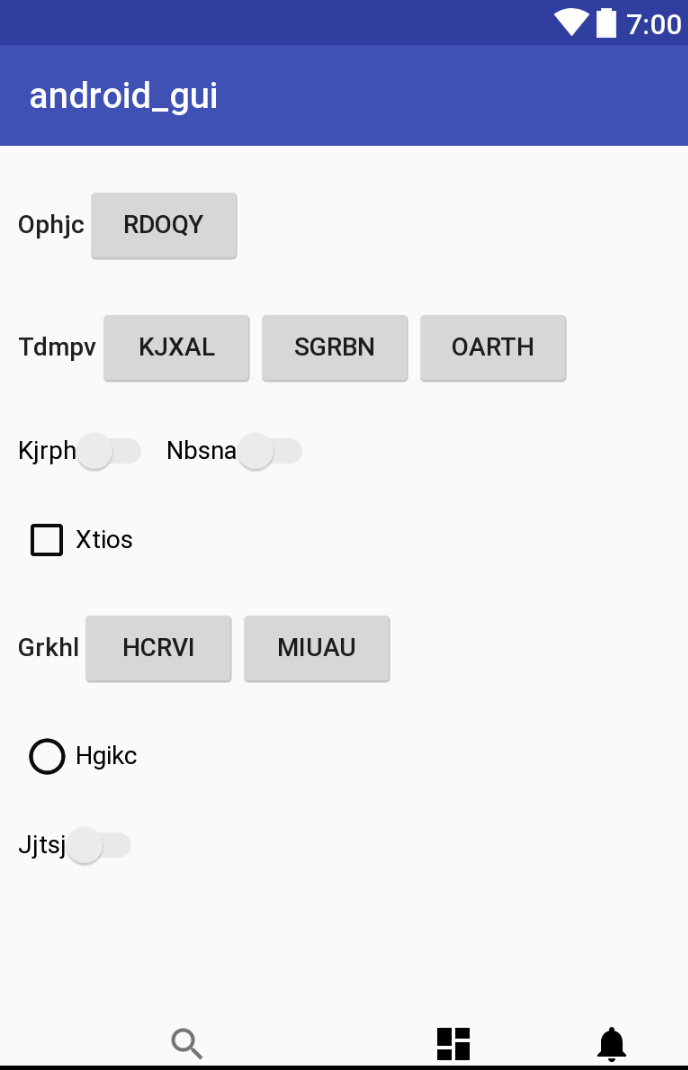 7:00
android_gui
Ophjc RDOQY
Tdmpv KJXAL SGRBN OARTH
Kjrph Nbsna
Xtios
Grkhl HCRVI MIUAU
Hgikc
Jjtsj